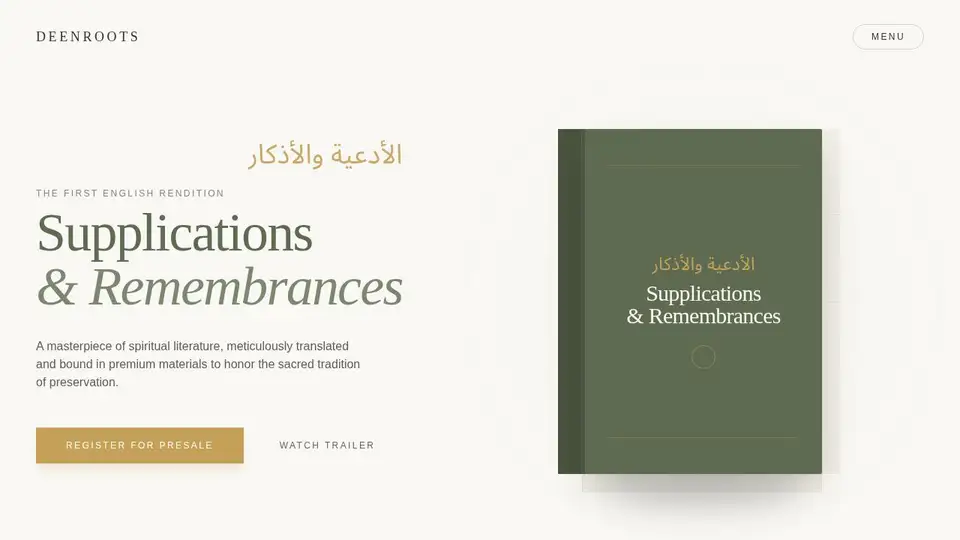 DEENROOTS
MENU
الأدعية والأذكار
THE FIRST ENGLISH RENDITION
Supplications
& Remembrances
A masterpiece of spiritual literature, meticulously translated
and bound in premium materials to honor the sacred tradition
of preservation.
REGISTER FOR PRESALE
WATCH TRAILER
الأدعية والأذكار
Supplications
& Remembrances